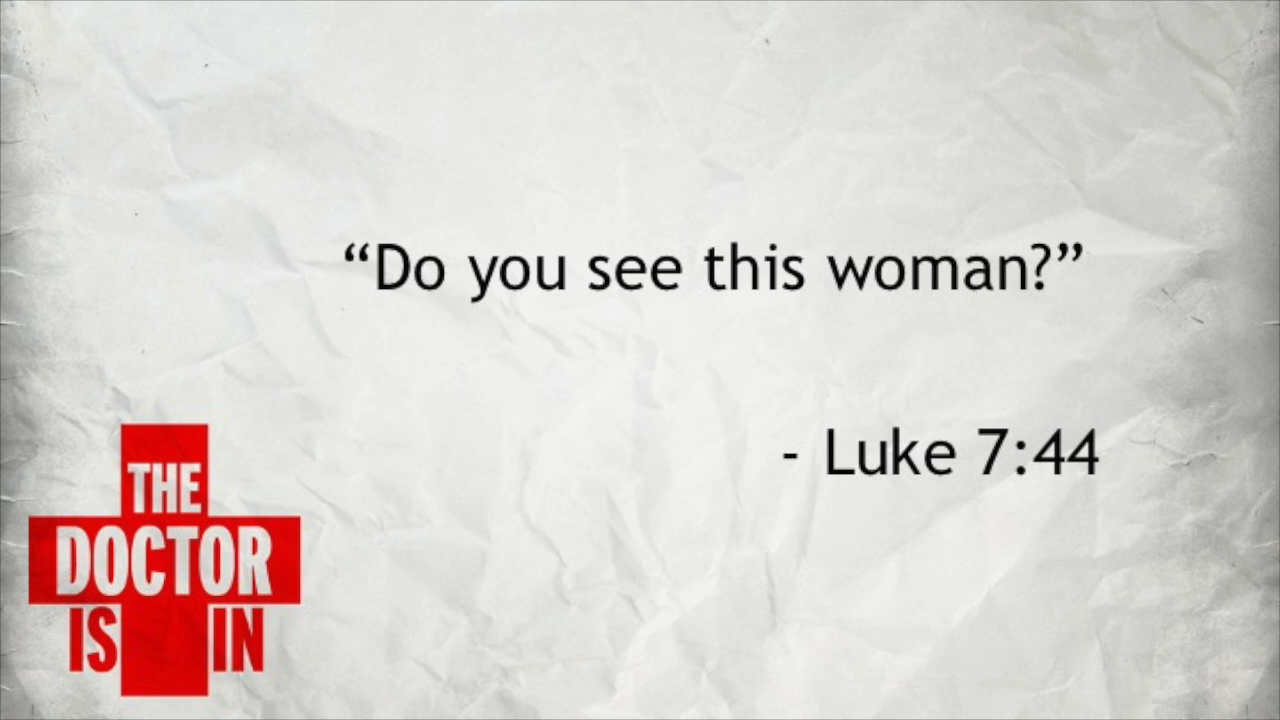 “Do you see this woman?”
- Luke 7:44
THE
DOCTOR
IS IN